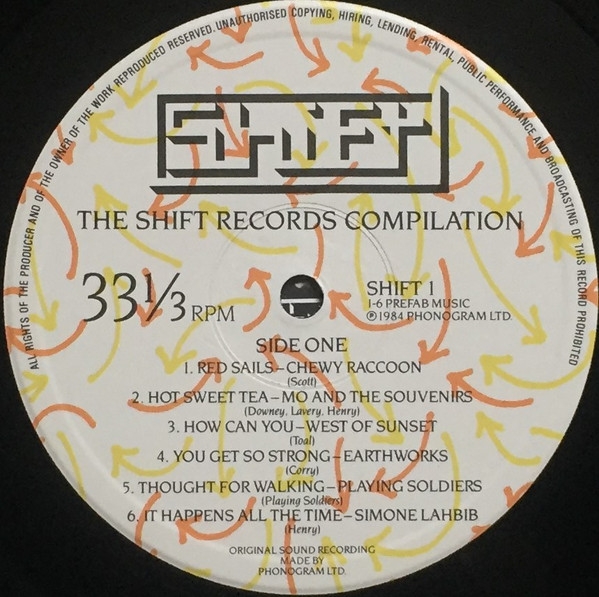 ALL RIGHTS OF THE PRODUCER AND OF THE OWNER OF THE WORK REPRODUCED RESERVED. UNAUTHORISED COPYING, HIRING, LENDING, RENTAL, PUBLIC PERFORMANCE AND BROADCASTING OF THIS RECORD PROHIBITED
SHIFT
THE SHIFT RECORDS COMPILATION
33 1/3 RPM
SHIFT 1
1-6 PREFAB MUSIC
℗ 1984 PHONOGRAM LTD.
SIDE ONE
1. RED SAILS – CHEWY RACCOON
(Scott)
2. HOT SWEET TEA – MO AND THE SOUVENIRS
(Downey, Lavery, Henry)
3. HOW CAN YOU – WEST OF SUNSET
(Toal)
4. YOU GET SO STRONG – EARTHWORKS
(Corry)
5. THOUGHT FOR WALKING – PLAYING SOLDIERS
(Playing Soldiers)
6. IT HAPPENS ALL THE TIME – SIMONE LAHBIB
(Henry)
ORIGINAL SOUND RECORDING
MADE BY
PHONOGRAM LTD.